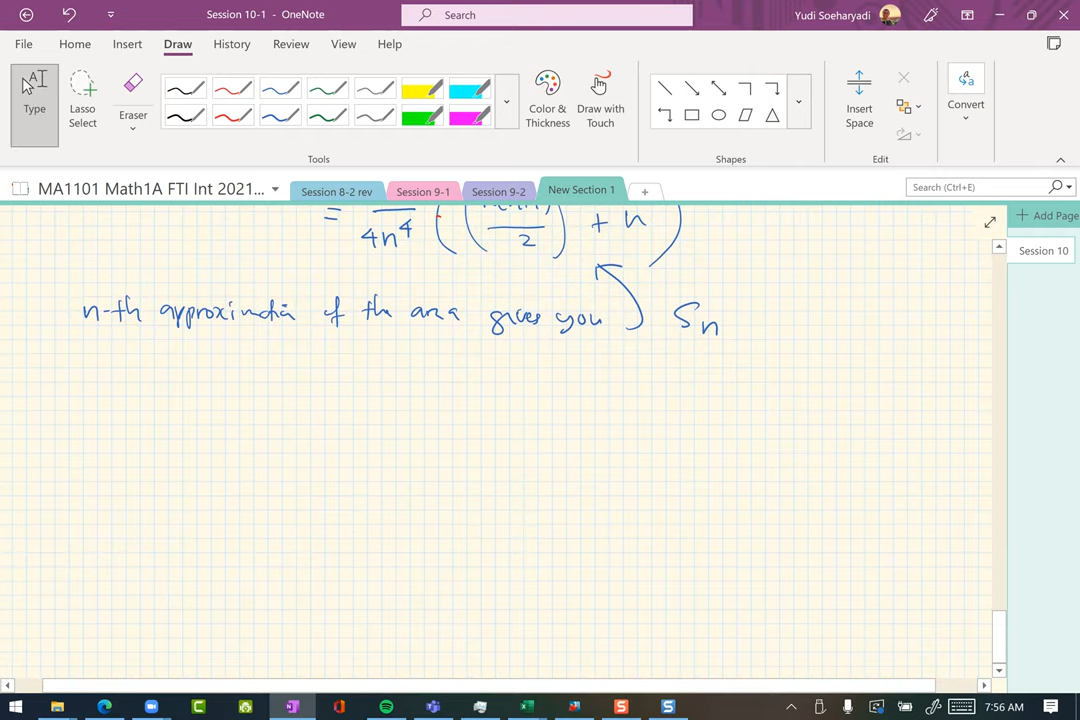 Session 10-1 - OneNote
Search
Yudi Soeharyadi
File Home Insert Draw History Review View Help
Type
Lasso Select
Eraser
Color & Thickness
Draw with Touch
Insert Space
Convert
Tools
Shapes
Edit
MA1101 Math1A FTI Int 2021...
Session 8-2 rev
Session 9-1
Session 9-2
New Section 1
Search (Ctrl+E)
Add Page
Session 10
= 4n^4 ( ( 2 ) + n )
n-th approximation of the area gives you Sn
7:56 AM